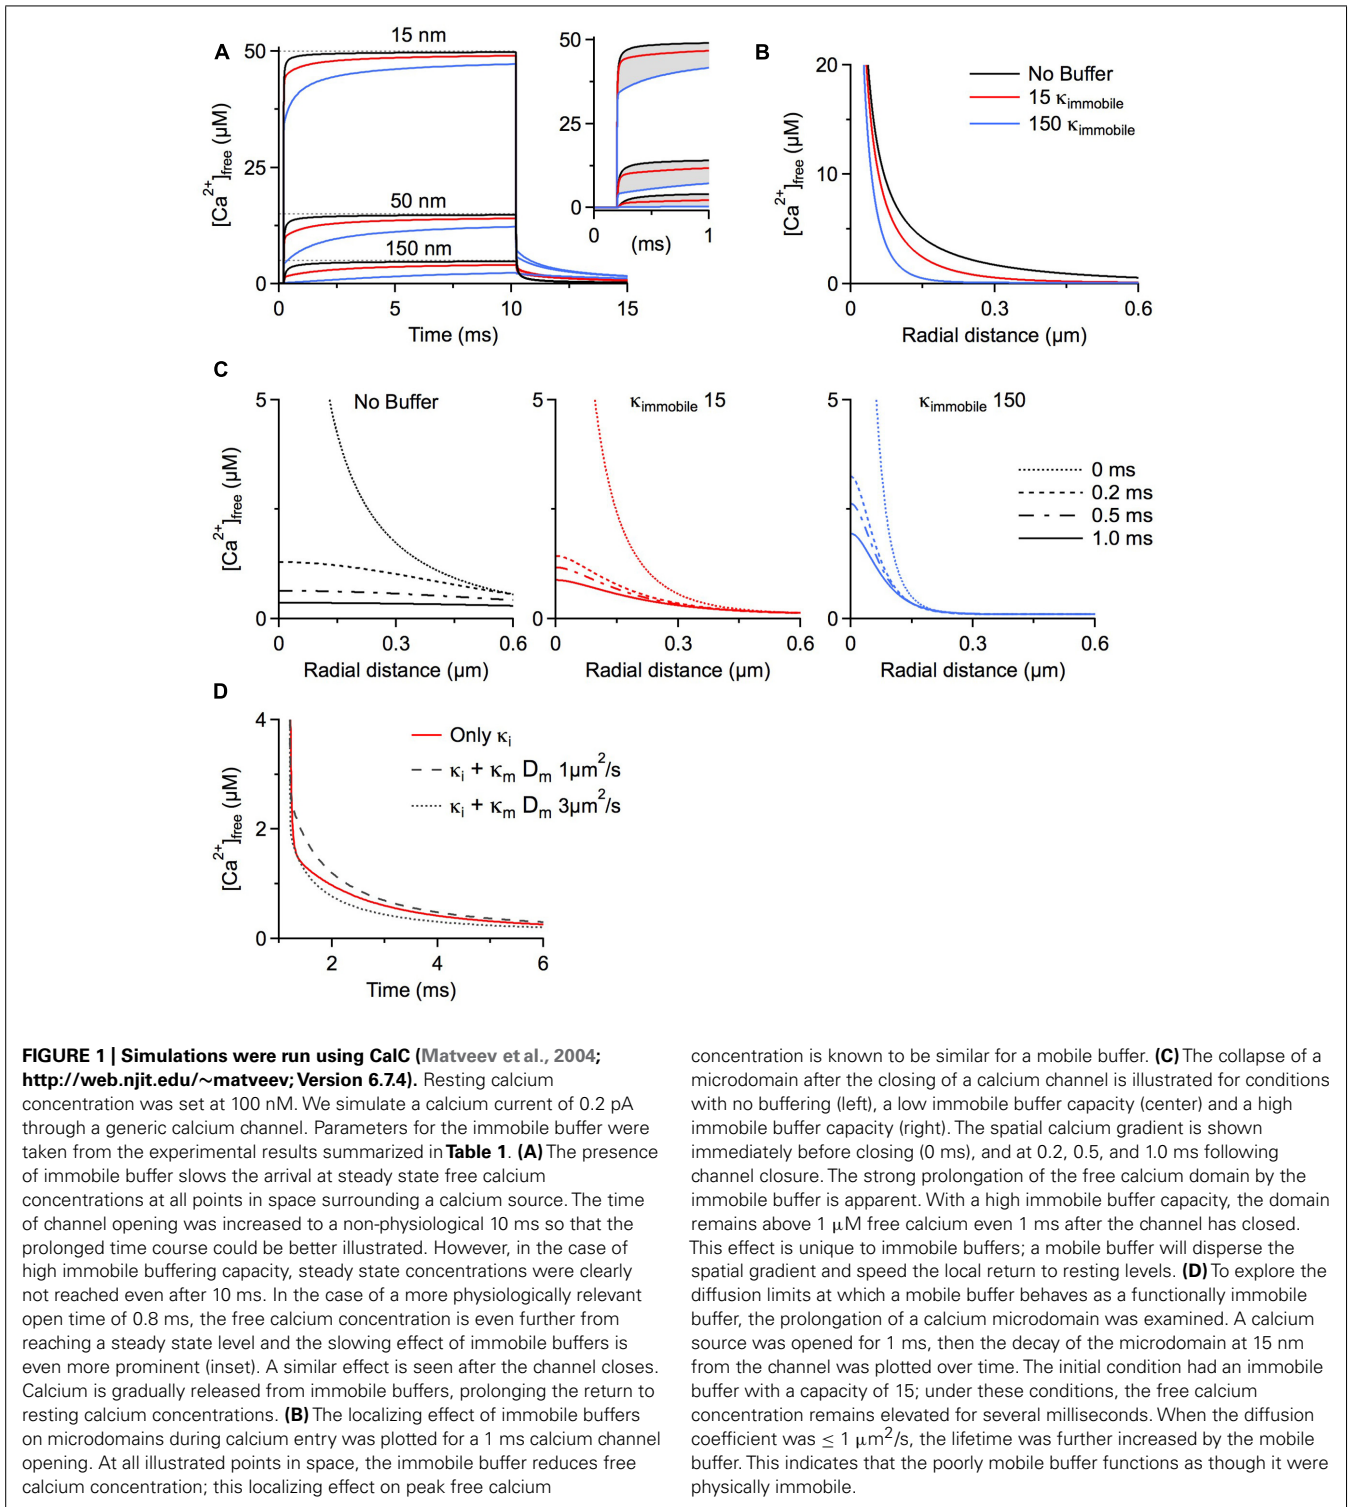 A
15 nm
50
25
0
[Ca2+]free (µM)
50 nm
150 nm
0
5
10
15
Time (ms)
50
25
0
0
(ms)
1
B
20
10
0
[Ca2+]free (µM)
No Buffer
15 κimmobile
150 κimmobile
0
0.3
0.6
Radial distance (µm)
C
5
0
[Ca2+]free (µM)
No Buffer
0
0.3
0.6
Radial distance (µm)
5
0
κimmobile 15
0
0.3
0.6
Radial distance (µm)
5
0
κimmobile 150
0 ms
0.2 ms
0.5 ms
1.0 ms
0
0.3
0.6
Radial distance (µm)
D
4
2
0
[Ca2+]free (µM)
Only κi
κi + κm Dm 1µm2/s
κi + κm Dm 3µm2/s
2
4
6
Time (ms)
FIGURE 1 | Simulations were run using CalC (Matveev et al., 2004;
http://web.njit.edu/∼matveev; Version 6.7.4). Resting calcium
concentration was set at 100 nM. We simulate a calcium current of 0.2 pA
through a generic calcium channel. Parameters for the immobile buffer were
taken from the experimental results summarized in Table 1. (A) The presence
of immobile buffer slows the arrival at steady state free calcium
concentrations at all points in space surrounding a calcium source. The time
of channel opening was increased to a non-physiological 10 ms so that the
prolonged time course could be better illustrated. However, in the case of
high immobile buffering capacity, steady state concentrations were clearly
not reached even after 10 ms. In the case of a more physiologically relevant
open time of 0.8 ms, the free calcium concentration is even further from
reaching a steady state level and the slowing effect of immobile buffers is
even more prominent (inset). A similar effect is seen after the channel closes.
Calcium is gradually released from immobile buffers, prolonging the return to
resting calcium concentrations. (B) The localizing effect of immobile buffers
on microdomains during calcium entry was plotted for a 1 ms calcium channel
opening. At all illustrated points in space, the immobile buffer reduces free
calcium concentration; this localizing effect on peak free calcium
concentration is known to be similar for a mobile buffer. (C) The collapse of a
microdomain after the closing of a calcium channel is illustrated for conditions
with no buffering (left), a low immobile buffer capacity (center) and a high
immobile buffer capacity (right). The spatial calcium gradient is shown
immediately before closing (0 ms), and at 0.2, 0.5, and 1.0 ms following
channel closure. The strong prolongation of the free calcium domain by the
immobile buffer is apparent. With a high immobile buffer capacity, the domain
remains above 1 µM free calcium even 1 ms after the channel has closed.
This effect is unique to immobile buffers; a mobile buffer will disperse the
spatial gradient and speed the local return to resting levels. (D) To explore the
diffusion limits at which a mobile buffer behaves as a functionally immobile
buffer, the prolongation of a calcium microdomain was examined. A calcium
source was opened for 1 ms, then the decay of the microdomain at 15 nm
from the channel was plotted over time. The initial condition had an immobile
buffer with a capacity of 15; under these conditions, the free calcium
concentration remains elevated for several milliseconds. When the diffusion
coefficient was ≤ 1 µm2/s, the lifetime was further increased by the mobile
buffer. This indicates that the poorly mobile buffer functions as though it were
physically immobile.